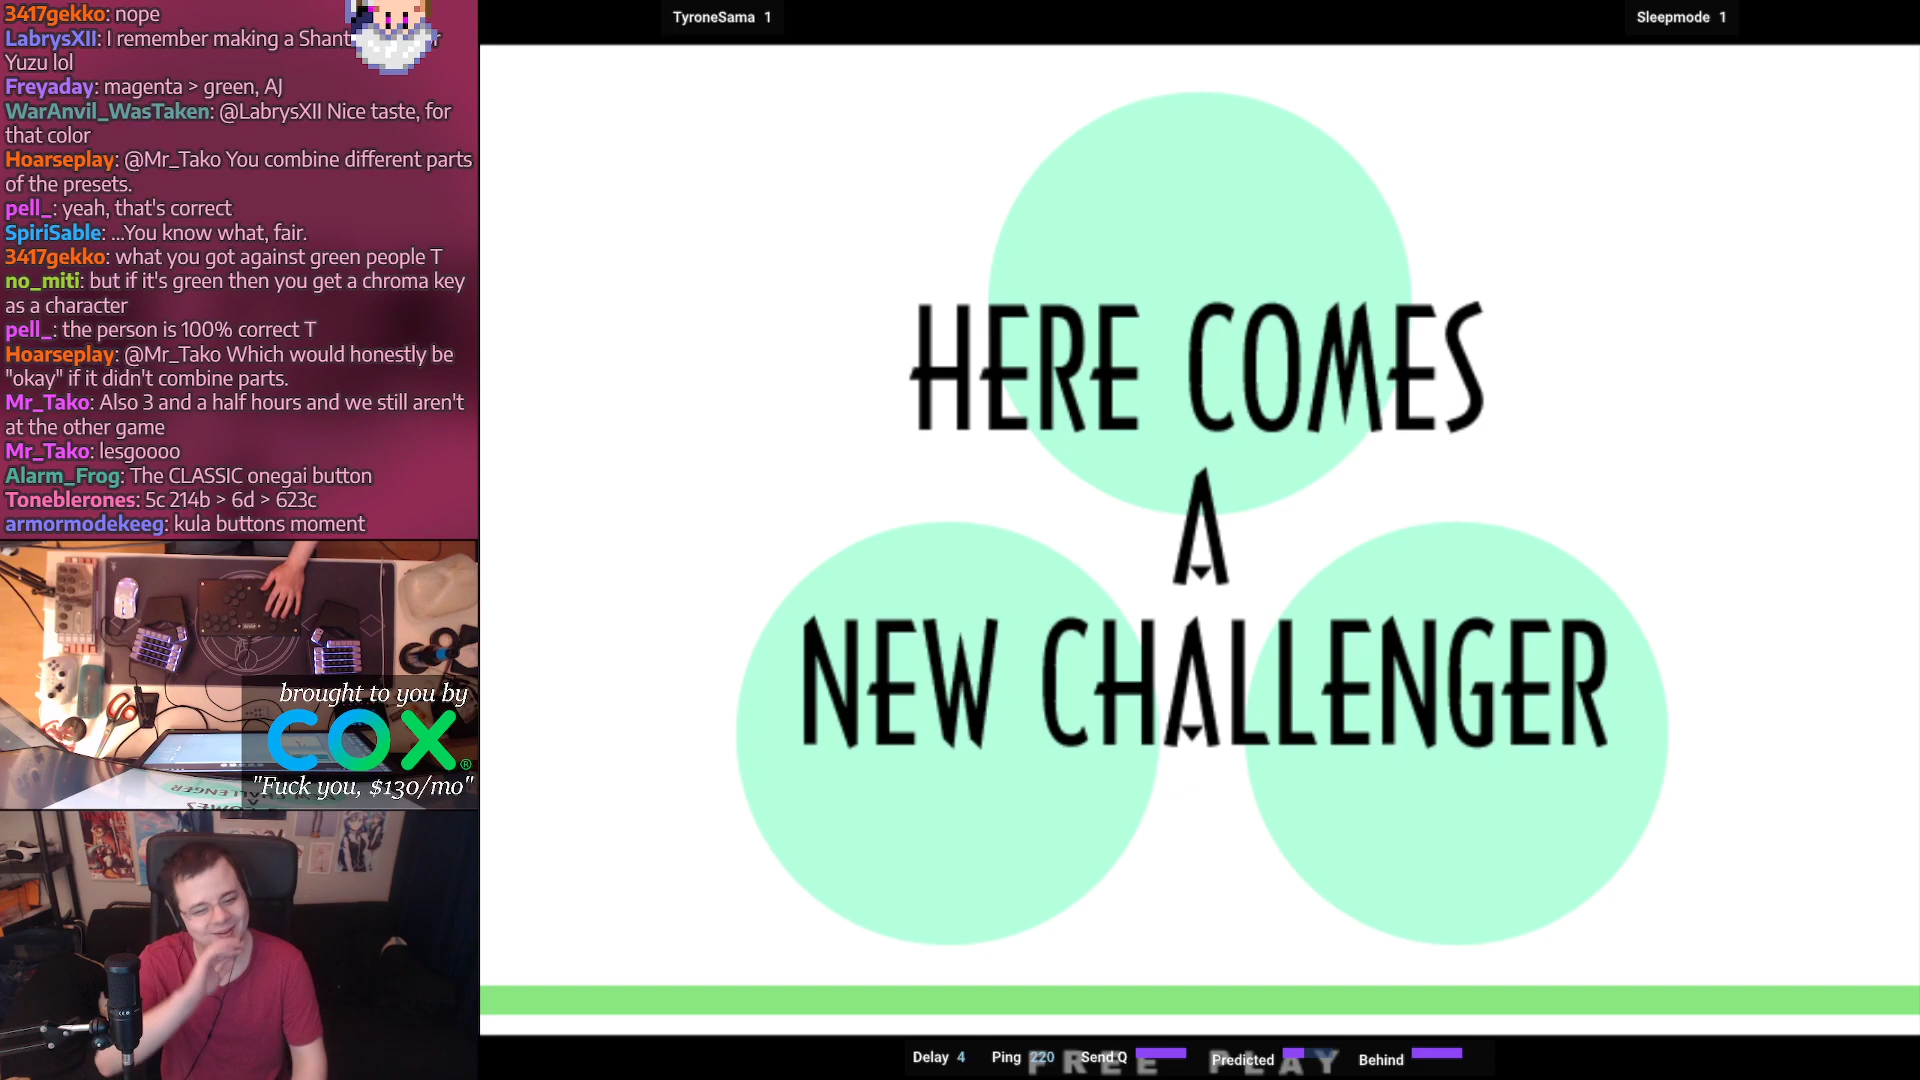 3417gekko: nope
LabrysXII: I remember making a Shant
Yuzu lol
Freyaday: magenta > green, AJ
WarAnvil_WasTaken: @LabrysXII Nice taste, for
that color
Hoarseplay: @Mr_Tako You combine different parts
of the presets.
pell_: yeah, that's correct
SpiriSable: ...You know what, fair.
3417gekko: what you got against green people T
no_miti: but if it's green then you get a chroma key
as a character
pell_: the person is 100% correct T
Hoarseplay: @Mr_Tako Which would honestly be
"okay" if it didn't combine parts.
Mr_Tako: Also 3 and a half hours and we still aren't
at the other game
Mr_Tako: lesgoooo
Alarm_Frog: The CLASSIC onegai button
Toneblerones: 5c 214b > 6d > 623c
armormodekeeg: kula buttons moment
brought to you by
COX®
"Fuck you, $130/mo"
TyroneSama 1
Sleepmode 1
HERE COMES
A
NEW CHALLENGER
Delay 4 Ping 220 Send Q Predicted Behind
FREE PLAY